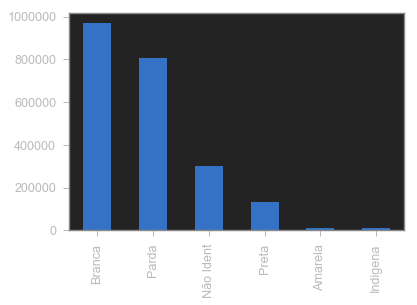 1000000
800000
600000
400000
200000
0
Branca
Parda
Não Ident
Preta
Amarela
Indigena